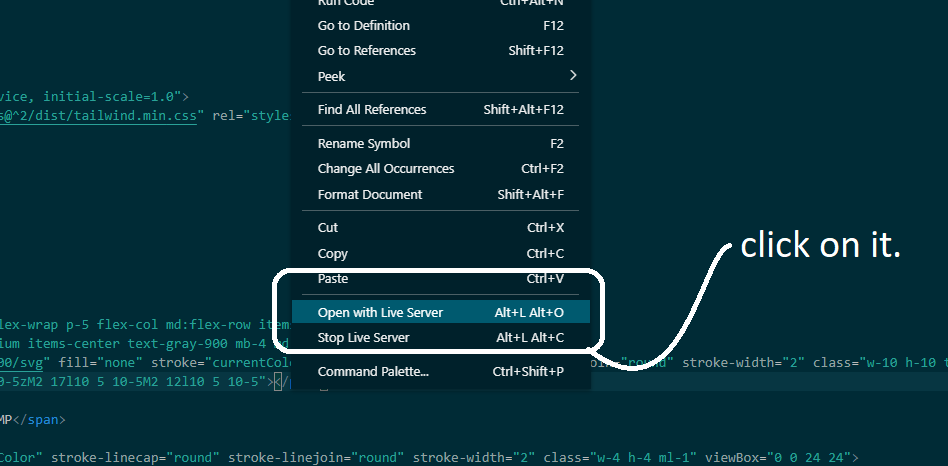 Run Code Ctrl+Alt+N
Go to Definition F12
Go to References Shift+F12
Peek
vice, initial-scale=1.0">
Find All References Shift+Alt+F12
s@^2/dist/tailwind.min.css" rel="styles
Rename Symbol F2
Change All Occurrences Ctrl+F2
Format Document Shift+Alt+F
Cut Ctrl+X
click on it.
Copy Ctrl+C
Paste Ctrl+V
Open with Live Server Alt+L Alt+O
lex-wrap p-5 flex-col md:flex-row item
Stop Live Server Alt+L Alt+C
ium items-center text-gray-900 mb-4 md
00/svg" fill="none" stroke="currentColo "round" stroke-width="2" class="w-10 h-10 t
Command Palette... Ctrl+Shift+P
0-5zM2 17l10 5 10-5M2 12l10 5 10-5"></
MP</span>
Color" stroke-linecap="round" stroke-linejoin="round" stroke-width="2" class="w-4 h-4 ml-1" viewBox="0 0 24 24">